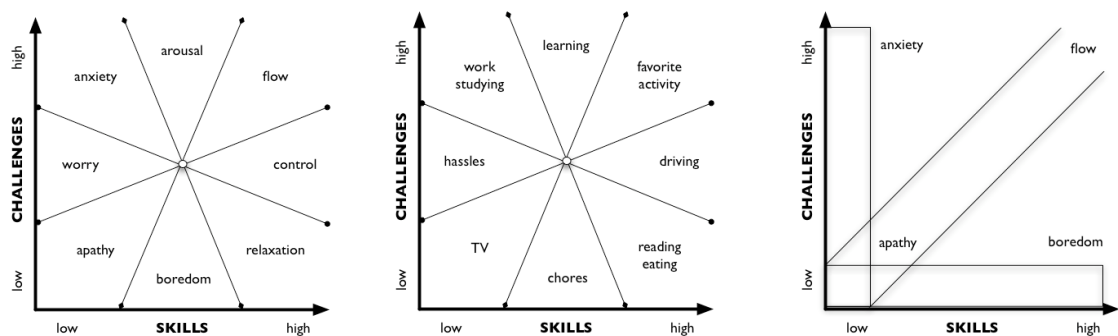 CHALLENGES
high
low
arousal
anxiety
flow
worry
control
apathy
relaxation
boredom
low
SKILLS
high
CHALLENGES
high
low
learning
work
studying
favorite
activity
hassles
driving
TV
reading
eating
chores
low
SKILLS
high
CHALLENGES
high
low
anxiety
flow
apathy
boredom
low
SKILLS
high